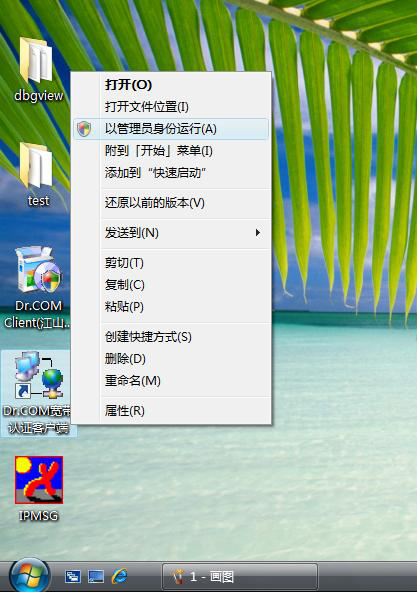 dbgview
test
Dr.COM
Client(江山...
Dr.COM宽带
认证客户端
IPMSG
打开(O)
打开文件位置(I)
以管理员身份运行(A)
附到「开始」菜单(I)
添加到“快速启动”
还原以前的版本(V)
发送到(N)
剪切(T)
复制(C)
粘贴(P)
创建快捷方式(S)
删除(D)
重命名(M)
属性(R)
1 - 画图